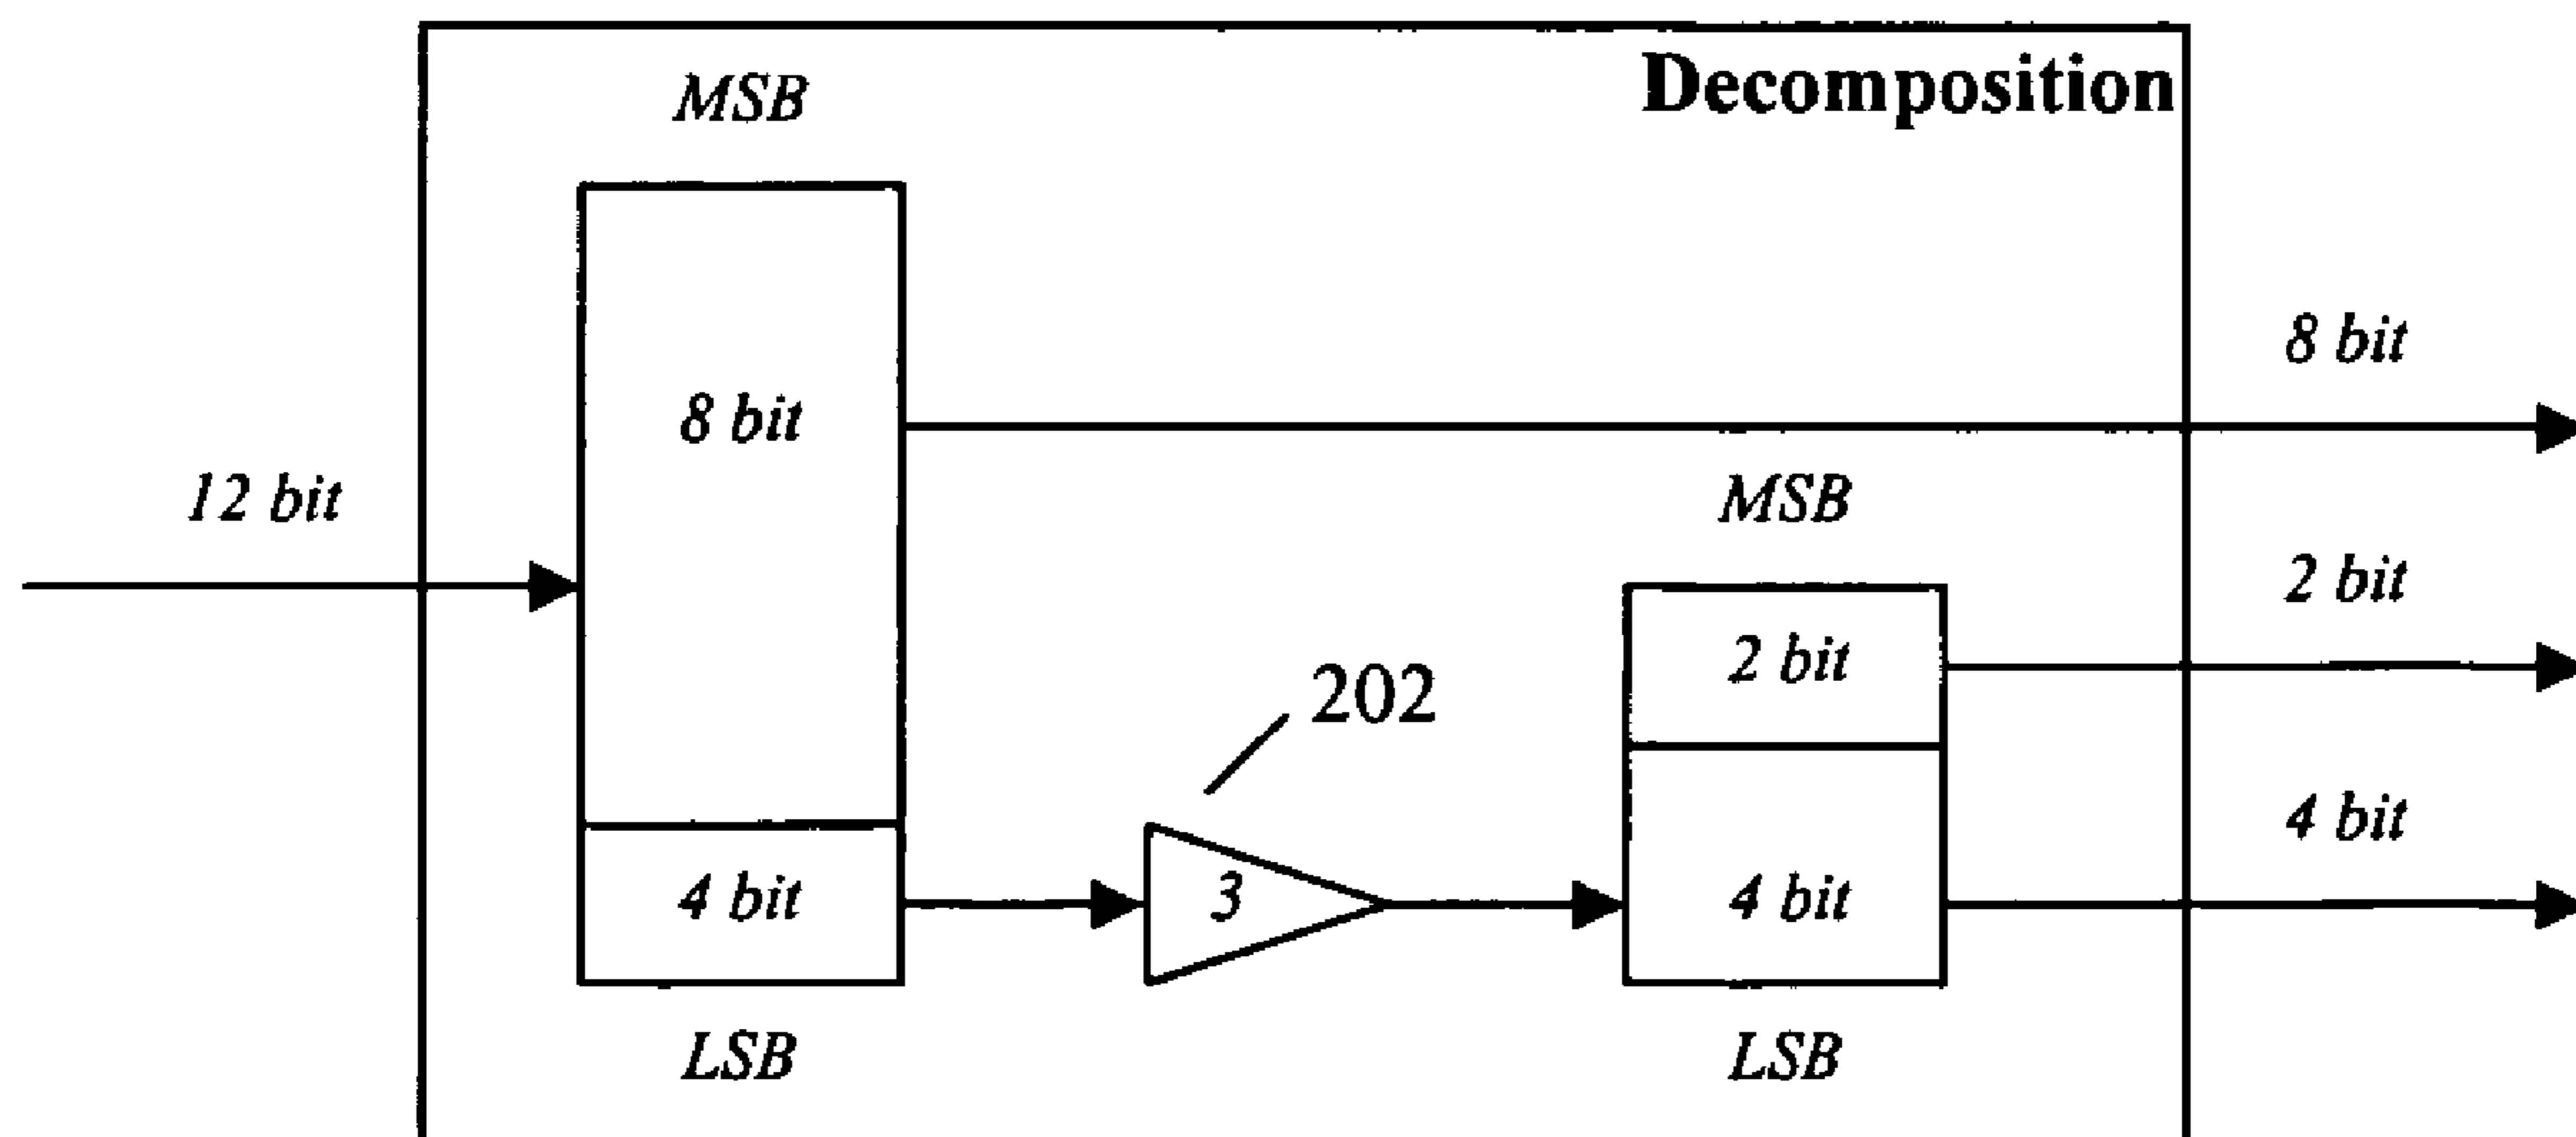 Decomposition
MSB
8 bit
8 bit
12 bit
MSB
2 bit
2 bit
202
4 bit
4 bit
3
4 bit
LSB
LSB